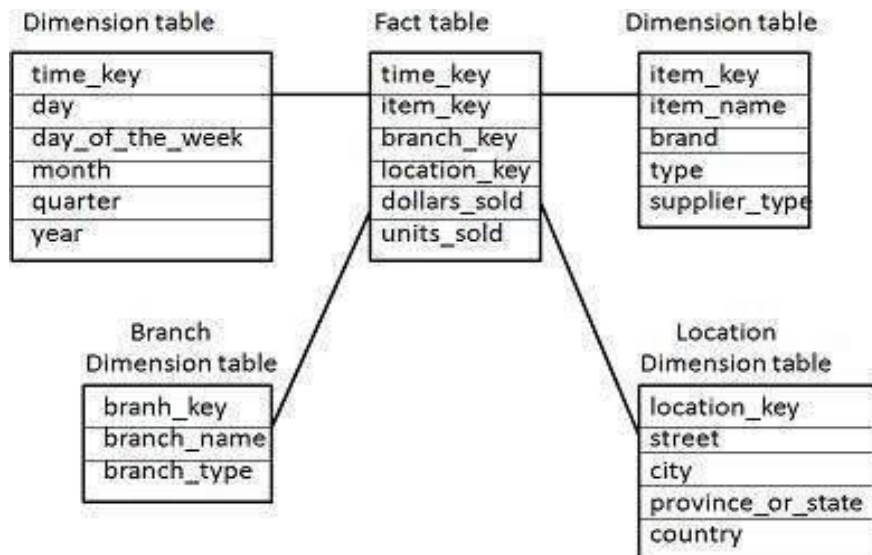 Dimension table
time_key
day
day_of_the_week
month
quarter
year
Fact table
time_key
item_key
branch_key
location_key
dollars_sold
units_sold
Dimension table
item_key
item_name
brand
type
supplier_type
Branch
Dimension table
branh_key
branch_name
branch_type
Location
Dimension table
location_key
street
city
province_or_state
country